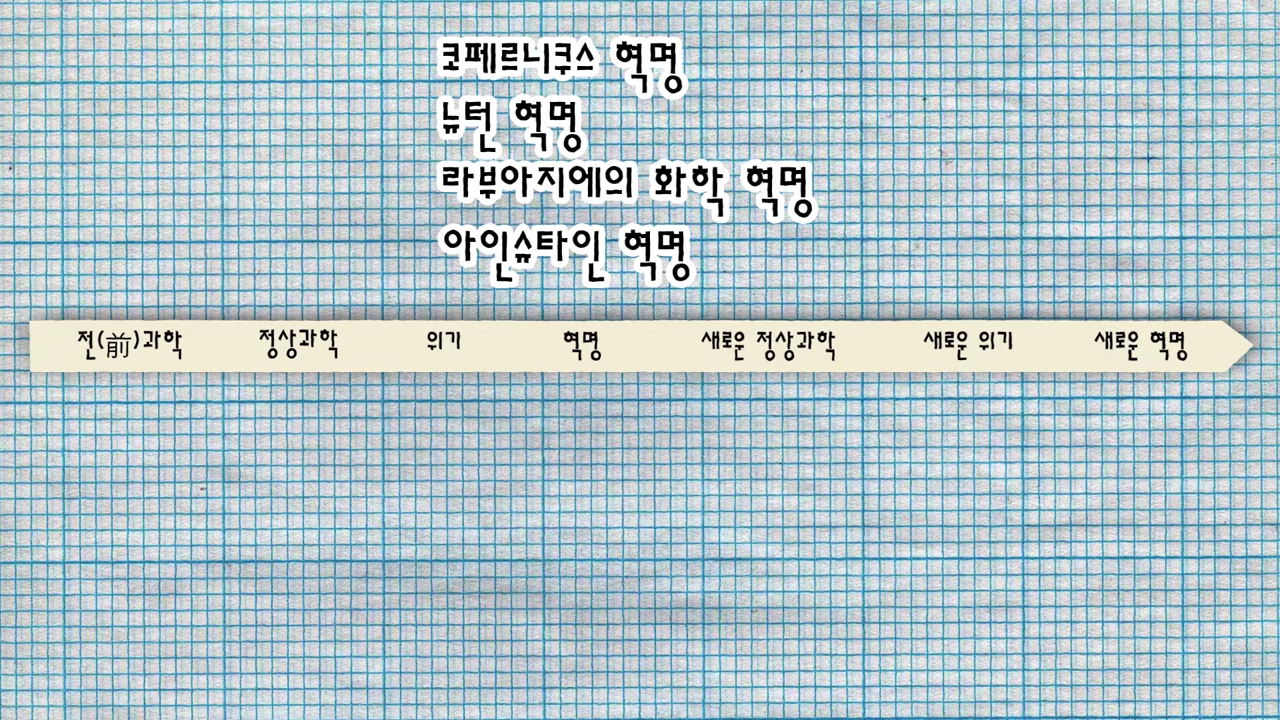 코페르니쿠스 혁명
뉴턴 혁명
라부아지에의 화학 혁명
아인슈타인 혁명
전(前)과학 정상과학 위기 혁명 새로운 정상과학 새로운 위기 새로운 혁명